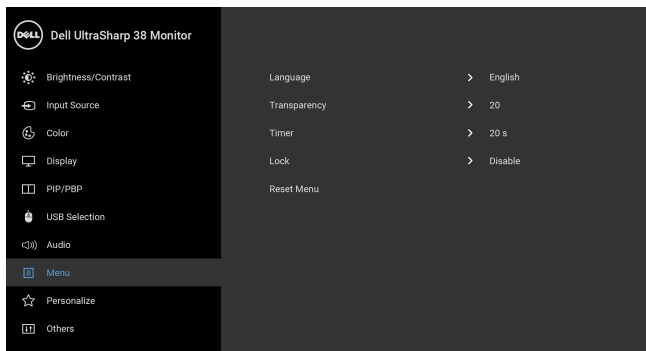 DELL Dell UltraSharp 38 Monitor
Brightness/Contrast
Input Source
Color
Display
PIP/PBP
USB Selection
Audio
Menu
Personalize
Others
Language > English
Transparency > 20
Timer > 20 s
Lock > Disable
Reset Menu